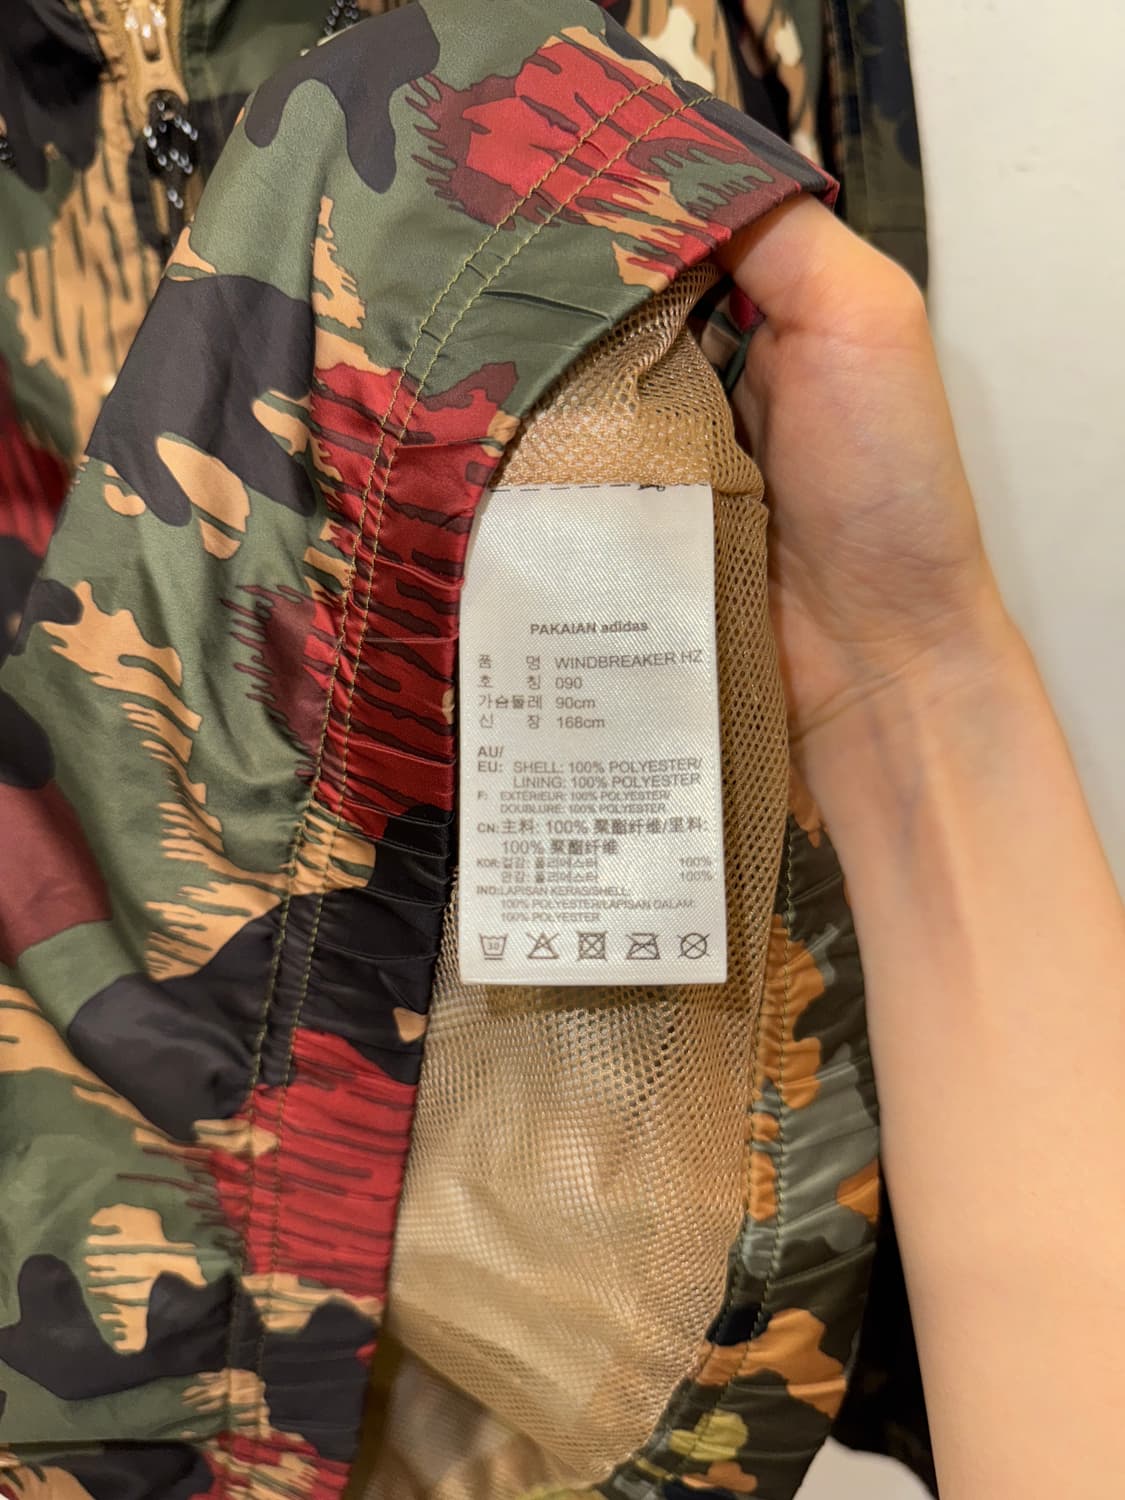 PAKAIAN adidas
품 명 WINDBREAKER HZ
호 칭 090
가슴둘레 90cm
신 장 168cm
AU/
EU: SHELL: 100% POLYESTER/
LINING: 100% POLYESTER
F: EXTÉRIEUR: 100% POLYESTER/
DOUBLURE: 100% POLYESTER
CN: 主料: 100% 聚酯纤维/里料:
100% 聚酯纤维
KOR: 겉감: 폴리에스터 100%
안감: 폴리에스터 100%
IND: LAPISAN KERAS/SHELL:
100% POLYESTER/LAPISAN DALAM:
100% POLYESTER
30